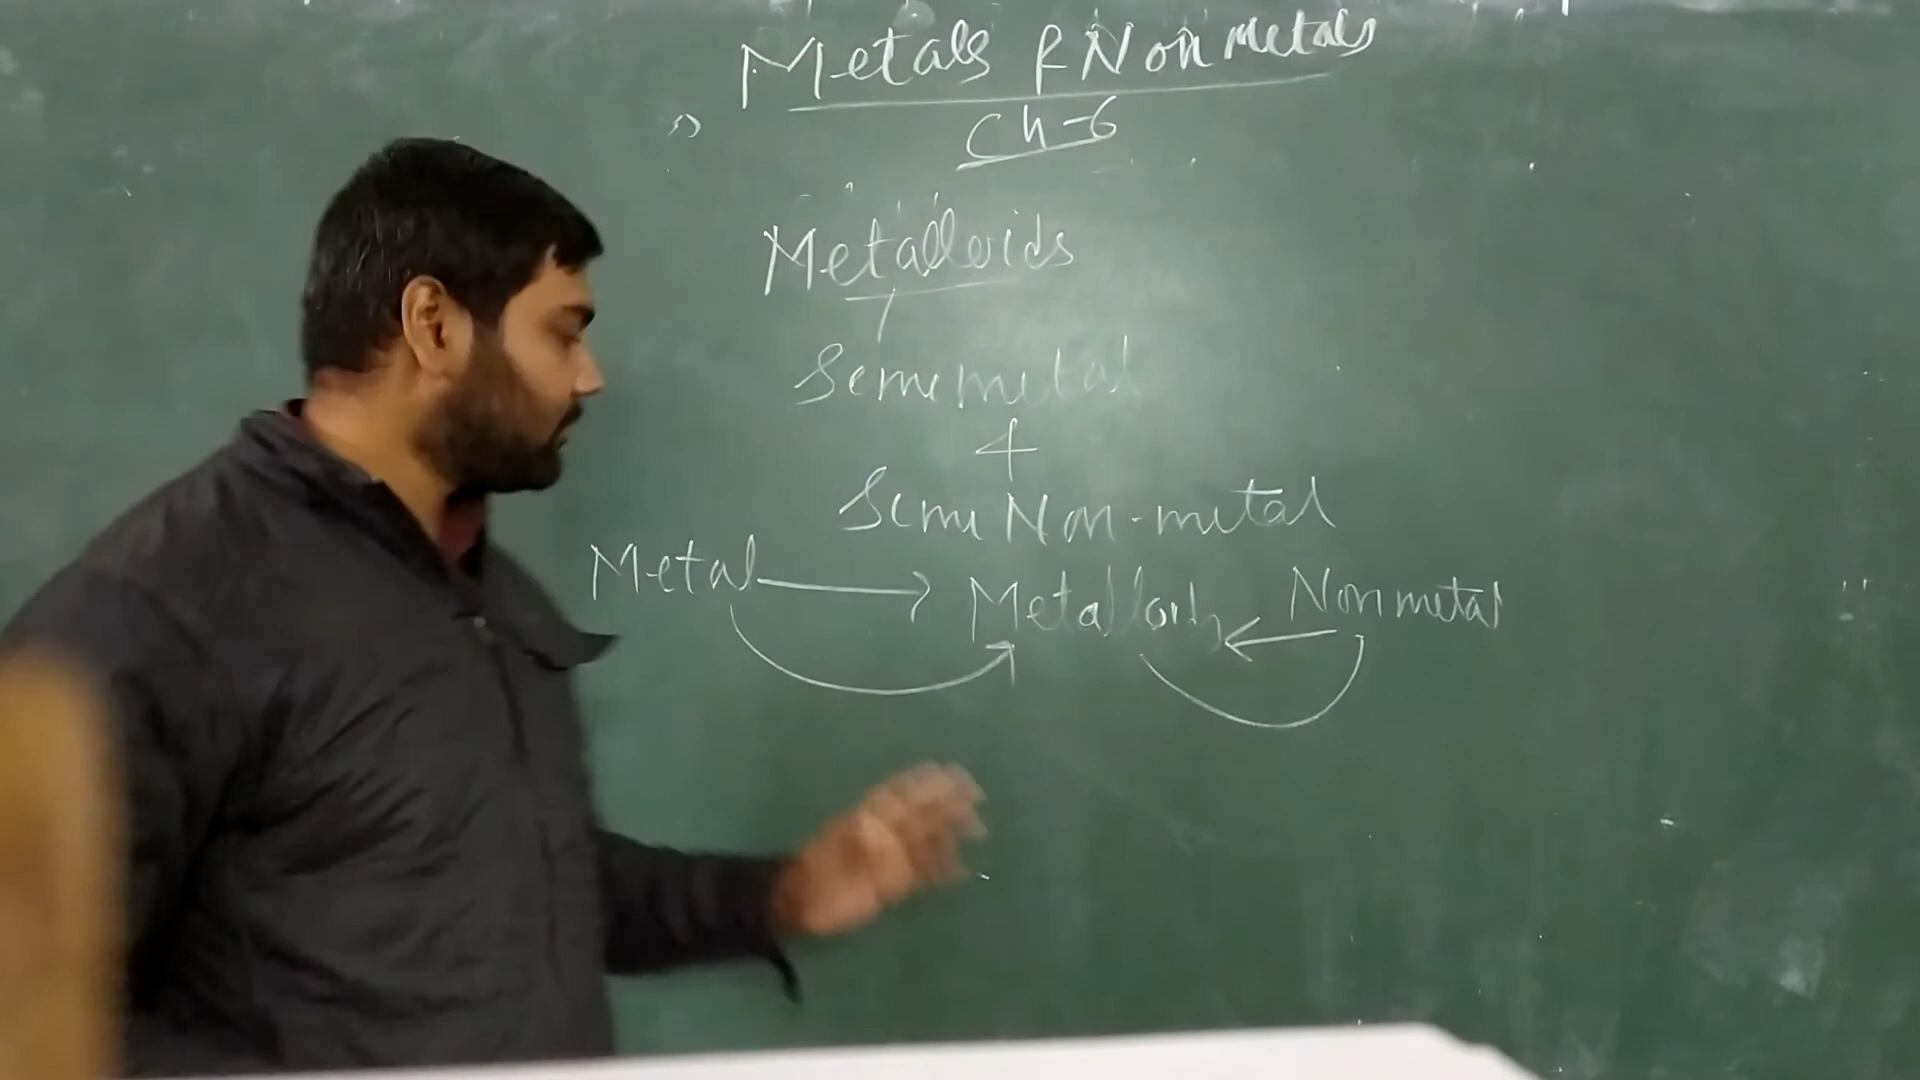 Metals & Non metals
Ch-6
Metalloids
Semi metal
+
Semi Non-metal
Metal → Metalloids ← Non metal